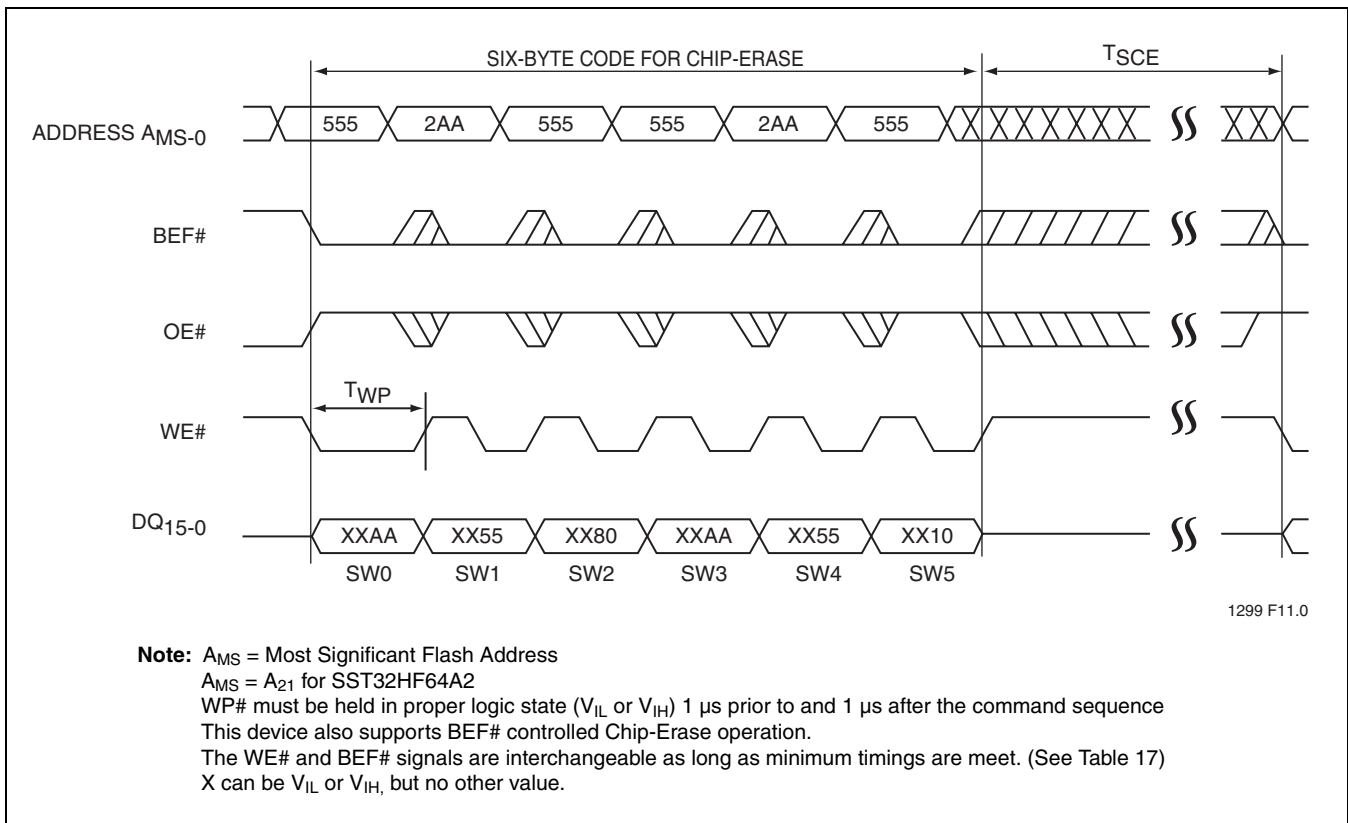 SIX-BYTE CODE FOR CHIP-ERASE TSCE
ADDRESS AMS-0 555 2AA 555 555 2AA 555
BEF#
OE#
TWP
WE#
DQ15-0 XXAA XX55 XX80 XXAA XX55 XX10
SW0 SW1 SW2 SW3 SW4 SW5
1299 F11.0
Note: AMS = Most Significant Flash Address
AMS = A21 for SST32HF64A2
WP# must be held in proper logic state (VIL or VIH) 1 µs prior to and 1 µs after the command sequence
This device also supports BEF# controlled Chip-Erase operation.
The WE# and BEF# signals are interchangeable as long as minimum timings are meet. (See Table 17)
X can be VIL or VIH, but no other value.